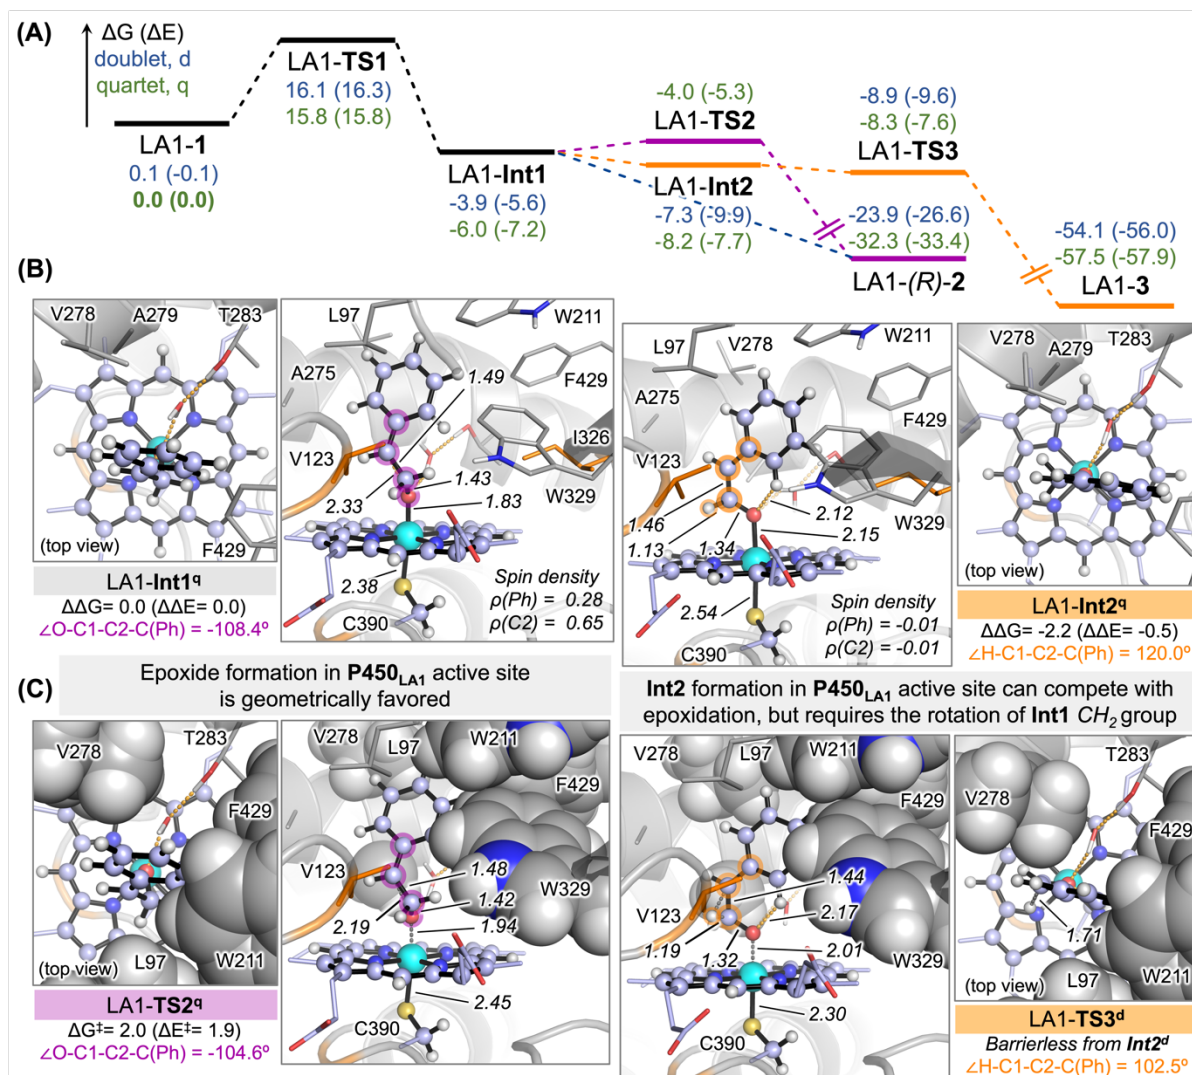 (A)
ΔG (ΔE)
doublet, d
quartet, q
LA1-1
0.1 (-0.1)
0.0 (0.0)
LA1-TS1
16.1 (16.3)
15.8 (15.8)
LA1-Int1
-3.9 (-5.6)
-6.0 (-7.2)
-4.0 (-5.3)
LA1-TS2
LA1-Int2
-7.3 (-9.9)
-8.2 (-7.7)
-8.9 (-9.6)
-8.3 (-7.6)
LA1-TS3
-23.9 (-26.6)
-32.3 (-33.4)
LA1-(R)-2
-54.1 (-56.0)
-57.5 (-57.9)
LA1-3
(B)
V278
A279
T283
F429
(top view)
LA1-Int1q
ΔΔG= 0.0 (ΔΔE= 0.0)
∠O-C1-C2-C(Ph) = -108.4º
L97
W211
A275
1.49
F429
I326
V123
1.43
W329
2.33
1.83
2.38
C390
Spin density
ρ(Ph) = 0.28
ρ(C2) = 0.65
W211
L97
V278
A275
F429
V123
W329
1.46
2.12
1.13
1.34
2.15
2.54
C390
Spin density
ρ(Ph) = -0.01
ρ(C2) = -0.01
V278
A279
T283
(top view)
LA1-Int2q
ΔΔG= -2.2 (ΔΔE= -0.5)
∠H-C1-C2-C(Ph) = 120.0º
(C)
Epoxide formation in P450LA1 active site
is geometrically favored
Int2 formation in P450LA1 active site can compete with
epoxidation, but requires the rotation of Int1 CH2 group
V278
T283
F429
L97
W211
(top view)
LA1-TS2q
ΔG‡= 2.0 (ΔE‡= 1.9)
∠O-C1-C2-C(Ph) = -104.6º
V278
L97
W211
F429
V123
1.48
W329
1.42
2.19
1.94
2.45
C390
V278
L97
W211
F429
1.44
V123
W329
2.17
1.19
1.32
2.01
2.30
C390
T283
V278
F429
1.71
L97
W211
(top view)
LA1-TS3d
Barrierless from Int2d
∠H-C1-C2-C(Ph) = 102.5º